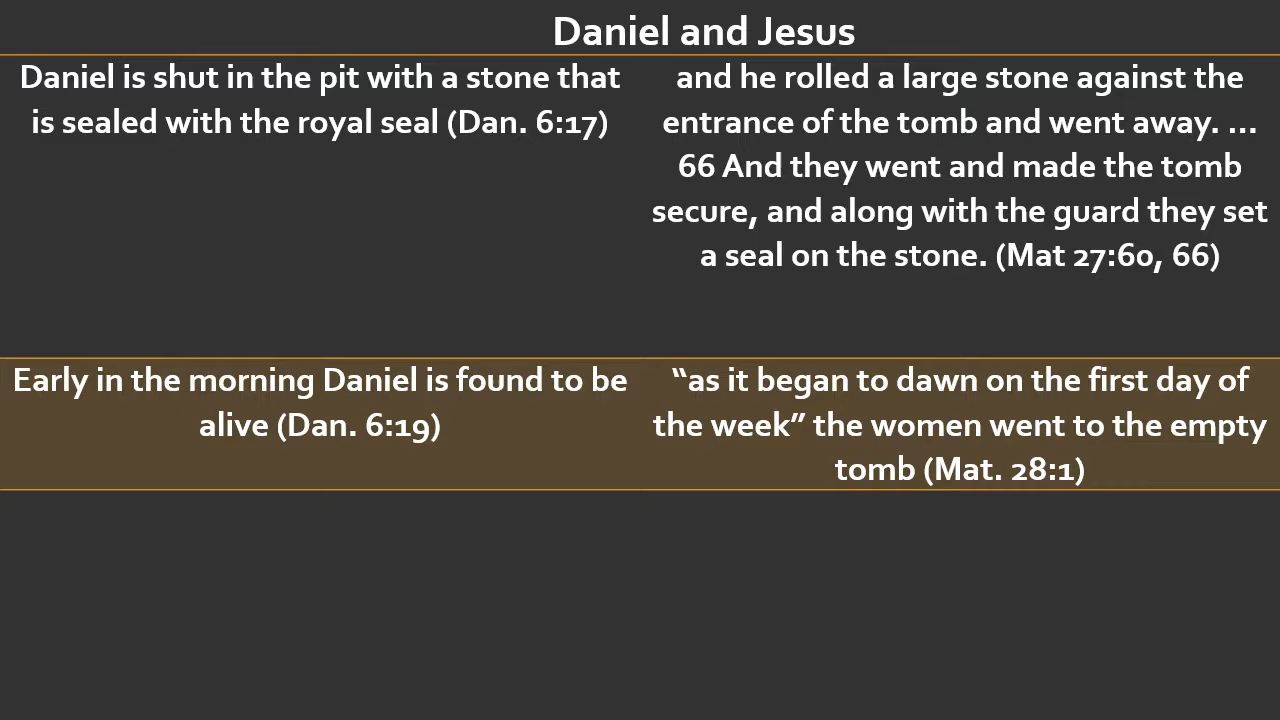 Daniel and Jesus
Daniel is shut in the pit with a stone that
is sealed with the royal seal (Dan. 6:17)
and he rolled a large stone against the
entrance of the tomb and went away. ...
66 And they went and made the tomb
secure, and along with the guard they set
a seal on the stone. (Mat 27:60, 66)
Early in the morning Daniel is found to be
alive (Dan. 6:19)
“as it began to dawn on the first day of
the week” the women went to the empty
tomb (Mat. 28:1)